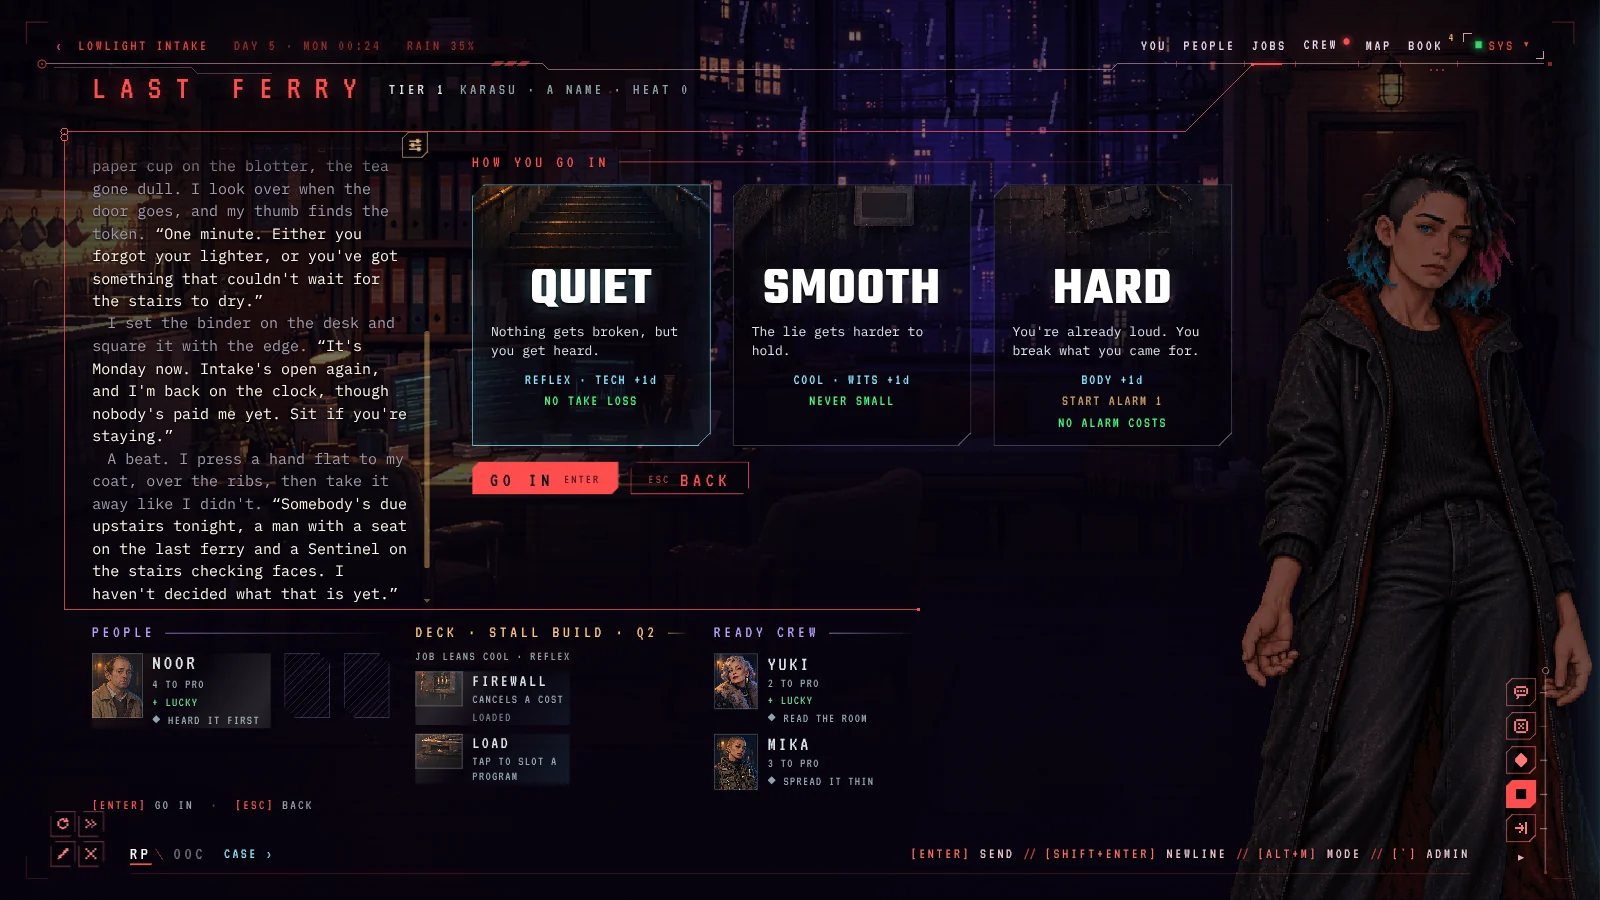 ‹ LOWLIGHT INTAKE DAY 5 · MON 00:24 RAIN 35%
YOU PEOPLE JOBS CREW MAP BOOK 4 SYS ▾
LAST FERRY TIER 1 KARASU · A NAME · HEAT 0
paper cup on the blotter, the tea
gone dull. I look over when the
door goes, and my thumb finds the
token. “One minute. Either you
forgot your lighter, or you've got
something that couldn't wait for
the stairs to dry.”
I set the binder on the desk and
square it with the edge. “It's
Monday now. Intake's open again,
and I'm back on the clock, though
nobody's paid me yet. Sit if you're
staying.”
A beat. I press a hand flat to my
coat, over the ribs, then take it
away like I didn't. “Somebody's due
upstairs tonight, a man with a seat
on the last ferry and a Sentinel on
the stairs checking faces. I
haven't decided what that is yet.”
HOW YOU GO IN
QUIET
Nothing gets broken, but
you get heard.
REFLEX · TECH +1d
NO TAKE LOSS
SMOOTH
The lie gets harder to
hold.
COOL · WITS +1d
NEVER SMALL
HARD
You're already loud. You
break what you came for.
BODY +1d
START ALARM 1
NO ALARM COSTS
GO IN ENTER
ESC BACK
PEOPLE
NOOR
4 TO PRO
+ LUCKY
◆ HEARD IT FIRST
DECK · STALL BUILD · Q2
JOB LEANS COOL · REFLEX
FIREWALL
CANCELS A COST
LOADED
LOAD
TAP TO SLOT A
PROGRAM
READY CREW
YUKI
2 TO PRO
+ LUCKY
◆ READ THE ROOM
MIKA
3 TO PRO
◆ SPREAD IT THIN
[ENTER] GO IN · [ESC] BACK
RP \ OOC CASE ›
[ENTER] SEND // [SHIFT+ENTER] NEWLINE // [ALT+M] MODE // [`] ADMIN